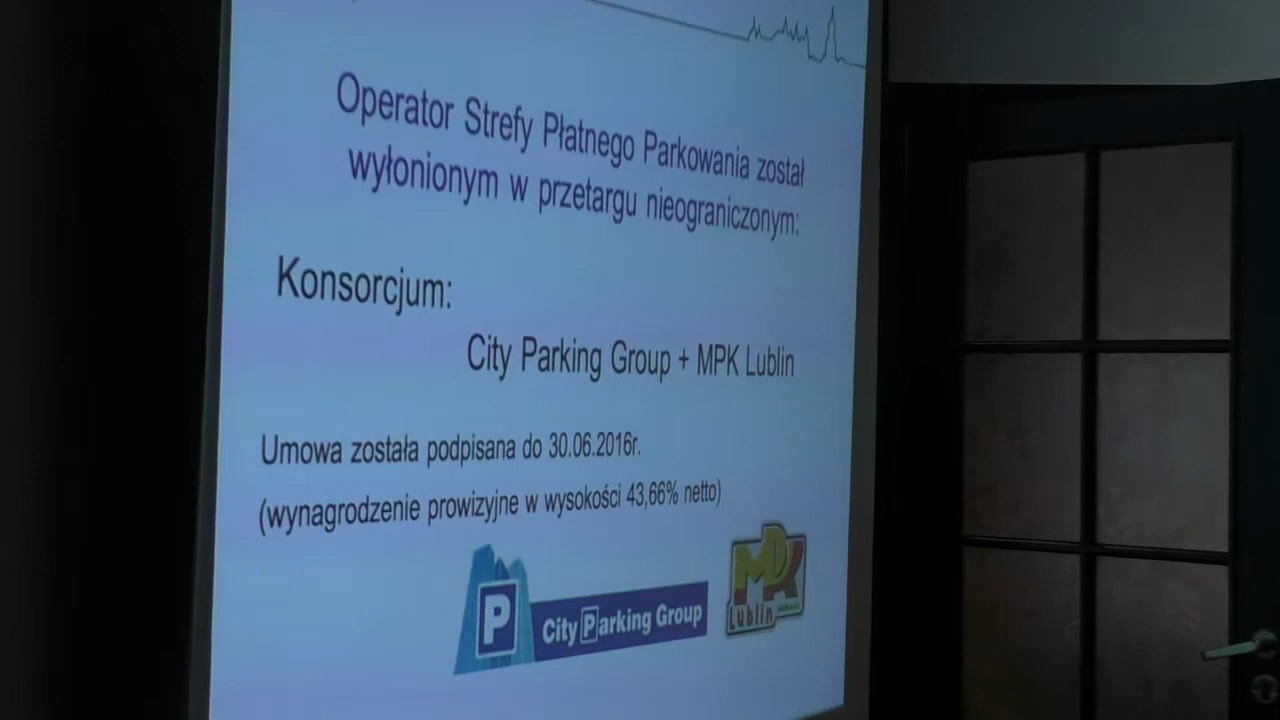 Operator Strefy Płatnego Parkowania został
wyłonionym w przetargu nieograniczonym:
Konsorcjum:
City Parking Group + MPK Lublin
Umowa została podpisana do 30.06.2016r.
(wynagrodzenie prowizyjne w wysokości 43,66% netto)
P City Parking Group
MPK
Lublin